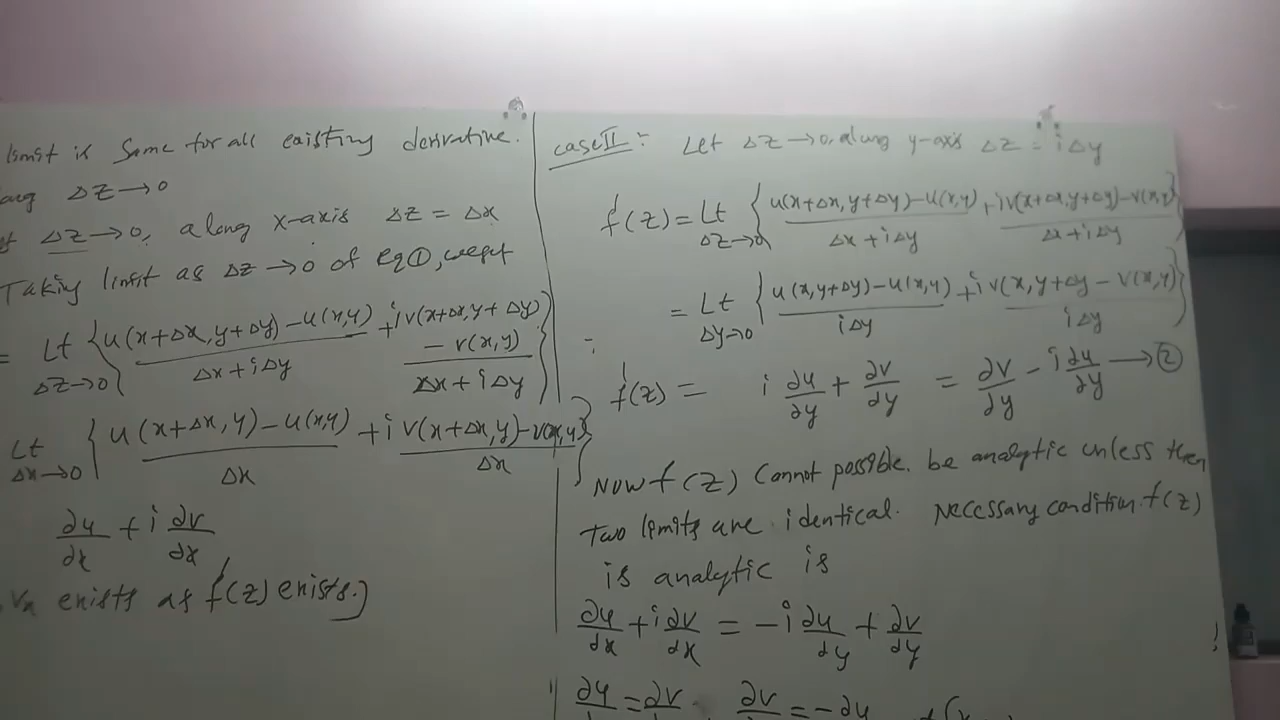 limit is Same for all existing derivative.
Δz→0
Δz→0, along x-axis Δz = Δx
Taking limit as Δz→0 of eq①, we get
= Lt Δz→0 { u(x+Δx, y+Δy) − u(x,y) / Δx + iΔy + i v(x+Δx, y+Δy) − v(x,y) / Δx + iΔy }
Lt Δx→0 { u(x+Δx, y) − u(x,y) / Δx + i v(x+Δx, y) − v(x,y) / Δx }
∂u/∂x + i ∂v/∂x
exists as f'(z) exists.)
case II :- Let Δz→0, along y-axis Δz = iΔy
f'(z) = Lt Δz→0 { u(x+Δx, y+Δy) − u(x,y) / Δx + iΔy + i v(x+Δx, y+Δy) − v(x,y) / Δx + iΔy }
= Lt Δy→0 { u(x, y+Δy) − u(x,y) / iΔy + i v(x, y+Δy − v(x,y) / iΔy }
f'(z) = i ∂u/∂y + ∂v/∂y = ∂v/∂y − i ∂u/∂y → ②
Now f(z) Cannot possible. be analytic unless
two limits are identical. Necessary condition f(z)
is analytic is
∂u/∂x + i ∂v/∂x = −i ∂u/∂y + ∂v/∂y
∂u = ∂v , ∂v = −∂u